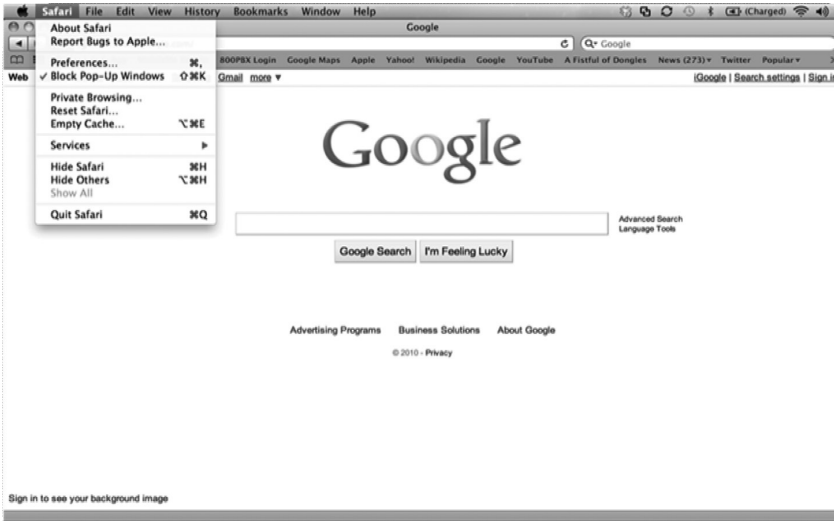 Safari File Edit View History Bookmarks Window Help (Charged)
Google
About Safari
Report Bugs to Apple...
Preferences... ⌘,
✓ Block Pop-Up Windows ⇧⌘K
Private Browsing...
Reset Safari...
Empty Cache... ⌥⌘E
Services
Hide Safari ⌘H
Hide Others ⌥⌘H
Show All
Quit Safari ⌘Q
Google
800PBX Login Google Maps Apple Yahoo! Wikipedia Google YouTube A Fistful of Dongles News (273) Twitter Popular
Web Gmail more iGoogle | Search settings | Sign in
Google
Advanced Search
Language Tools
Google Search I'm Feeling Lucky
Advertising Programs Business Solutions About Google
© 2010 - Privacy
Sign in to see your background image